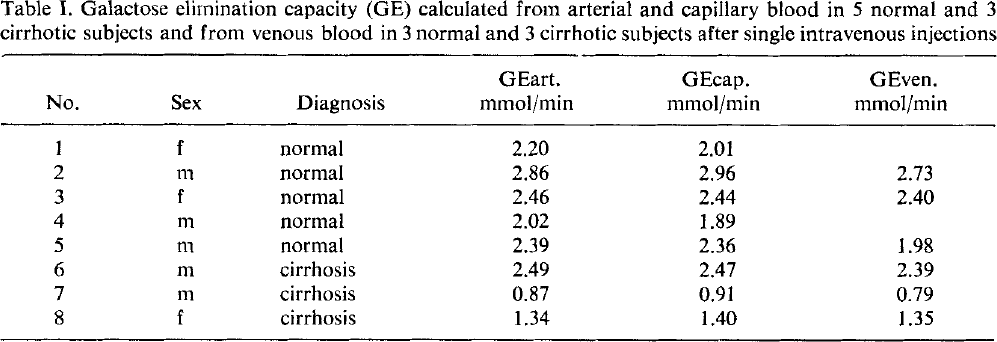 Table I. Galactose elimination capacity (GE) calculated from arterial and capillary blood in 5 normal and 3
cirrhotic subjects and from venous blood in 3 normal and 3 cirrhotic subjects after single intravenous injections
No. Sex Diagnosis GEart. mmol/min GEcap. mmol/min GEven. mmol/min
1 f normal 2.20 2.01
2 m normal 2.86 2.96 2.73
3 f normal 2.46 2.44 2.40
4 m normal 2.02 1.89
5 m normal 2.39 2.36 1.98
6 m cirrhosis 2.49 2.47 2.39
7 m cirrhosis 0.87 0.91 0.79
8 f cirrhosis 1.34 1.40 1.35